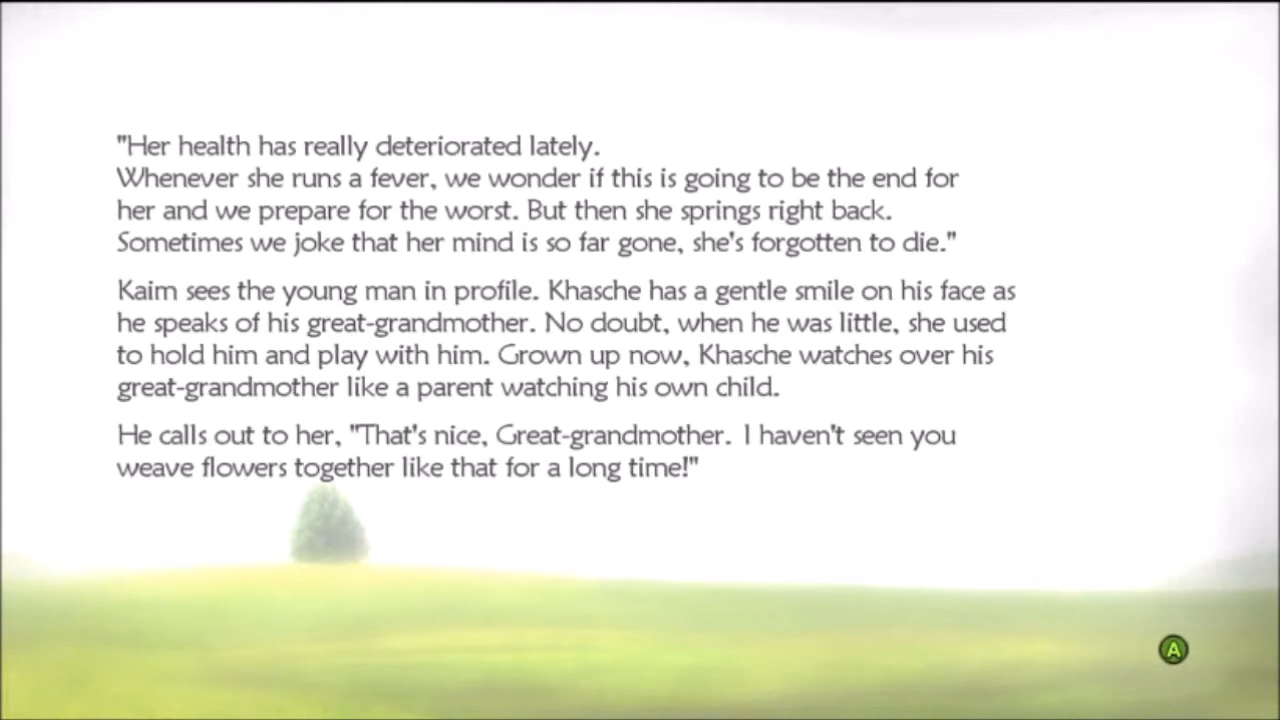 "Her health has really deteriorated lately.
Whenever she runs a fever, we wonder if this is going to be the end for
her and we prepare for the worst. But then she springs right back.
Sometimes we joke that her mind is so far gone, she's forgotten to die."
Kaim sees the young man in profile. Khasche has a gentle smile on his face as
he speaks of his great-grandmother. No doubt, when he was little, she used
to hold him and play with him. Grown up now, Khasche watches over his
great-grandmother like a parent watching his own child.
He calls out to her, "That's nice, Great-grandmother. I haven't seen you
weave flowers together like that for a long time!"
A